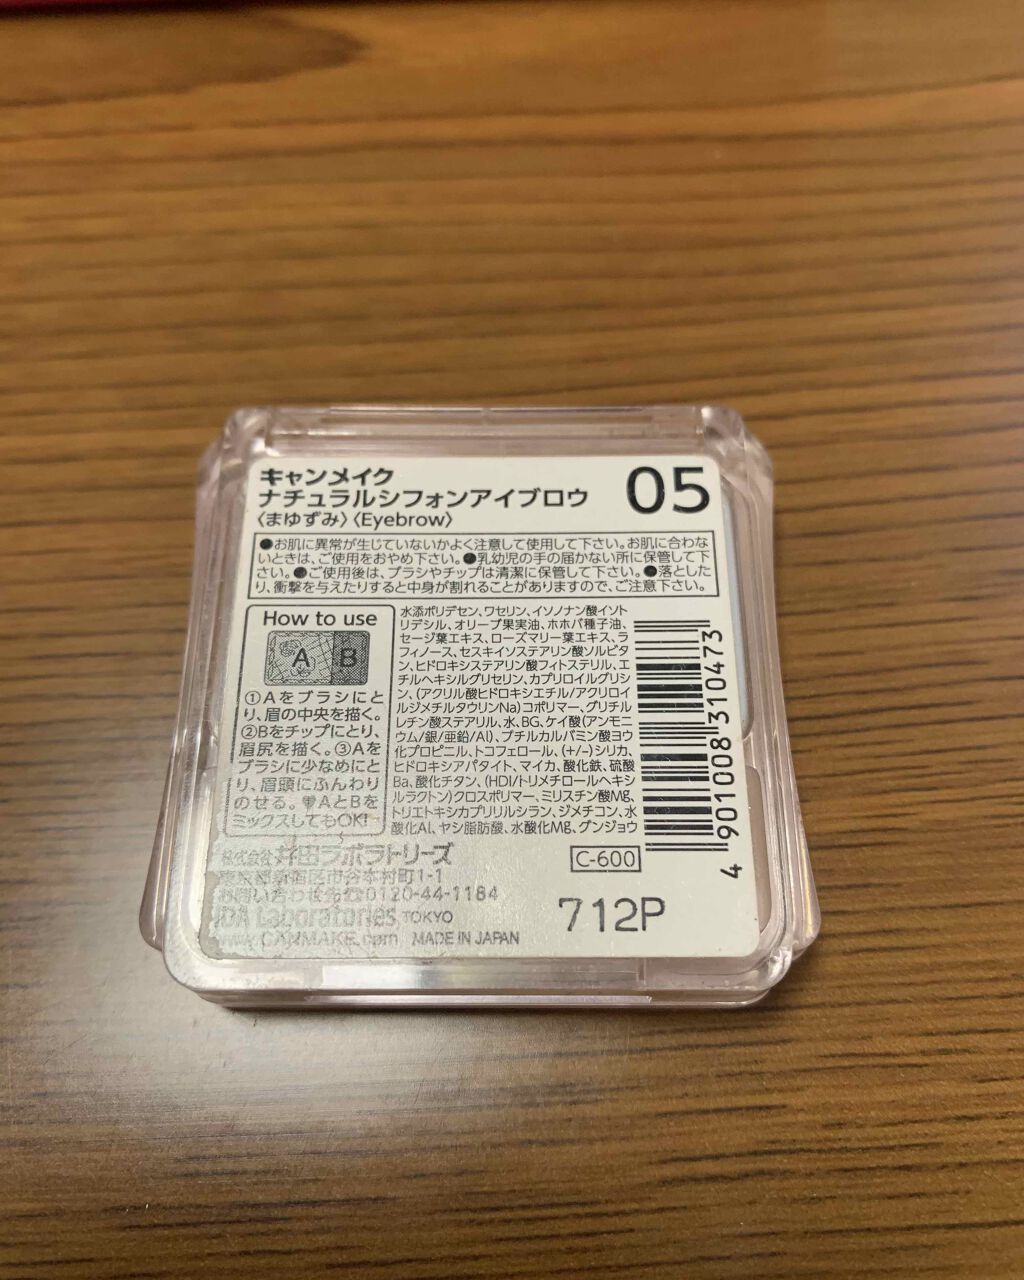 キャンメイク
ナチュラルシフォンアイブロウ
〈まゆずみ〉〈Eyebrow〉
05
●お肌に異常が生じていないかよく注意して使用して下さい。お肌に合わな
いときは、ご使用をおやめ下さい。●乳幼児の手の届かない所に保管して下
さい。●ご使用後は、ブラシやチップは清潔に保管して下さい。●落とした
り、衝撃を与えたりすると中身が割れることがありますので、ご注意下さい。
How to use
A B
①Aをブラシにと
り、眉の中央を描く。
②Bをチップにとり、
眉尻を描く。③Aを
ブラシに少なめにと
り、眉頭にふんわり
のせる。♥AとBを
ミックスしてもOK!
水添ポリデセン、ワセリン、イソノナン酸イソト
リデシル、オリーブ果実油、ホホバ種子油、
セージ葉エキス、ローズマリー葉エキス、ラ
フィノース、セスキイソステアリン酸ソルビタ
ン、ヒドロキシステアリン酸フィトステリル、エ
チルヘキシルグリセリン、カプリロイルグリシ
ン、(アクリル酸ヒドロキシエチル/アクリロイ
ルジメチルタウリンNa)コポリマー、グリチル
レチン酸ステアリル、水、BG、ケイ酸(アンモニ
ウム/銀/亜鉛/Al)、ブチルカルバミン酸ヨウ
化プロピニル、トコフェロール、(+/-)シリカ、
ヒドロキシアパタイト、マイカ、酸化鉄、硫酸
Ba、酸化チタン、(HDI/トリメチロールヘキシ
ルラクトン)クロスポリマー、ミリスチン酸Mg、
トリエトキシカプリリルシラン、ジメチコン、水
酸化Al、ヤシ脂肪酸、水酸化Mg、グンジョウ
4 901008 310473
株式会社井田ラボラトリーズ
東京都新宿区市谷本村町1-1
お問い合わせ先☎0120-44-1184
IDA Laboratories TOKYO
www.CANMAKE.com MADE IN JAPAN
C-600
712P